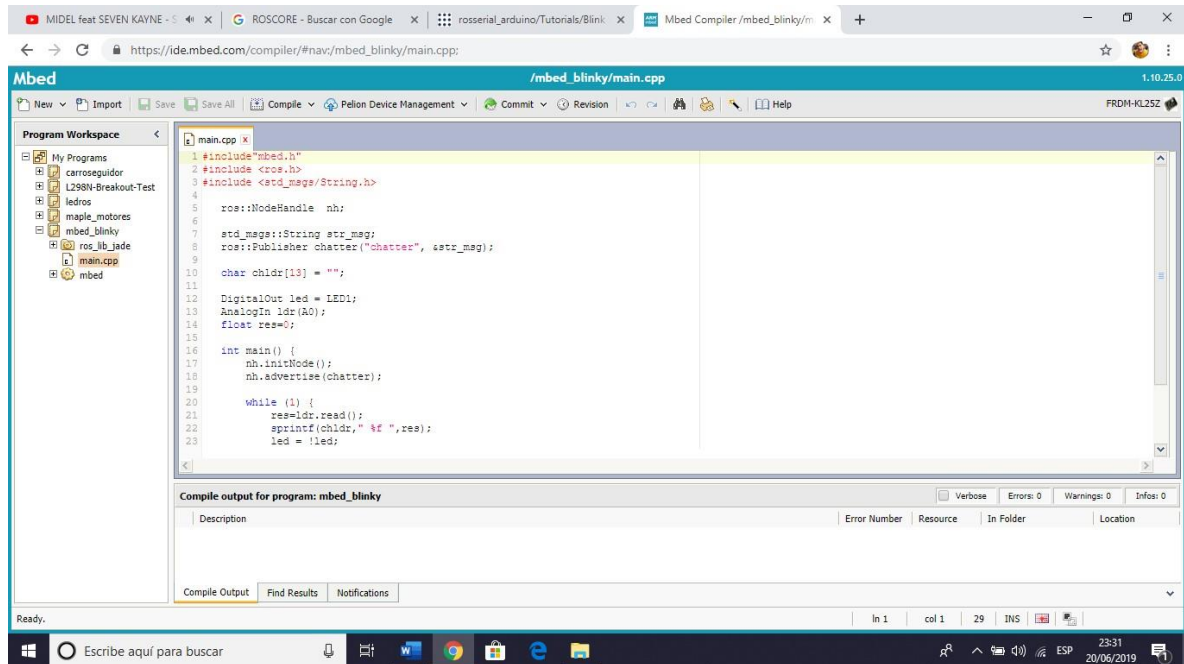 MIDEL feat SEVEN KAYNE - S
ROSCORE - Buscar con Google
rosserial_arduino/Tutorials/Blink
Mbed Compiler /mbed_blinky/m
https://ide.mbed.com/compiler/#nav:/mbed_blinky/main.cpp;
Mbed
/mbed_blinky/main.cpp
1.10.25.0
New Import Save Save All Compile Pelion Device Management Commit Revision Help
FRDM-KL25Z
Program Workspace
My Programs
carroseguidor
L298N-Breakout-Test
ledros
maple_motores
mbed_blinky
ros_lib_jade
main.cpp
mbed
main.cpp
1 #include"mbed.h"
2 #include <ros.h>
3 #include <std_msgs/String.h>
4
5 ros::NodeHandle  nh;
6
7 std_msgs::String str_msg;
8 ros::Publisher chatter("chatter", &str_msg);
9
10 char chldr[13] = "";
11
12 DigitalOut led = LED1;
13 AnalogIn ldr(A0);
14 float res=0;
15
16 int main() {
17 nh.initNode();
18 nh.advertise(chatter);
19
20 while (1) {
21 res=ldr.read();
22 sprintf(chldr," %f ",res);
23 led = !led;
Compile output for program: mbed_blinky
Verbose Errors: 0 Warnings: 0 Infos: 0
Description Error Number Resource In Folder Location
Compile Output Find Results Notifications
Ready.
ln 1 col 1 29 INS
Escribe aquí para buscar
ESP
23:31
20/06/2019